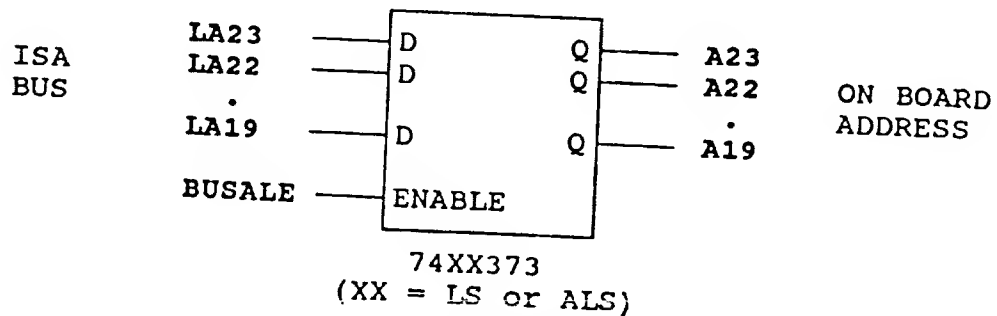 ISA
BUS
LA23
LA22
.
LA19
BUSALE
D
D
D
ENABLE
Q
Q
Q
A23
A22
.
A19
ON BOARD
ADDRESS
74XX373
(XX = LS or ALS)